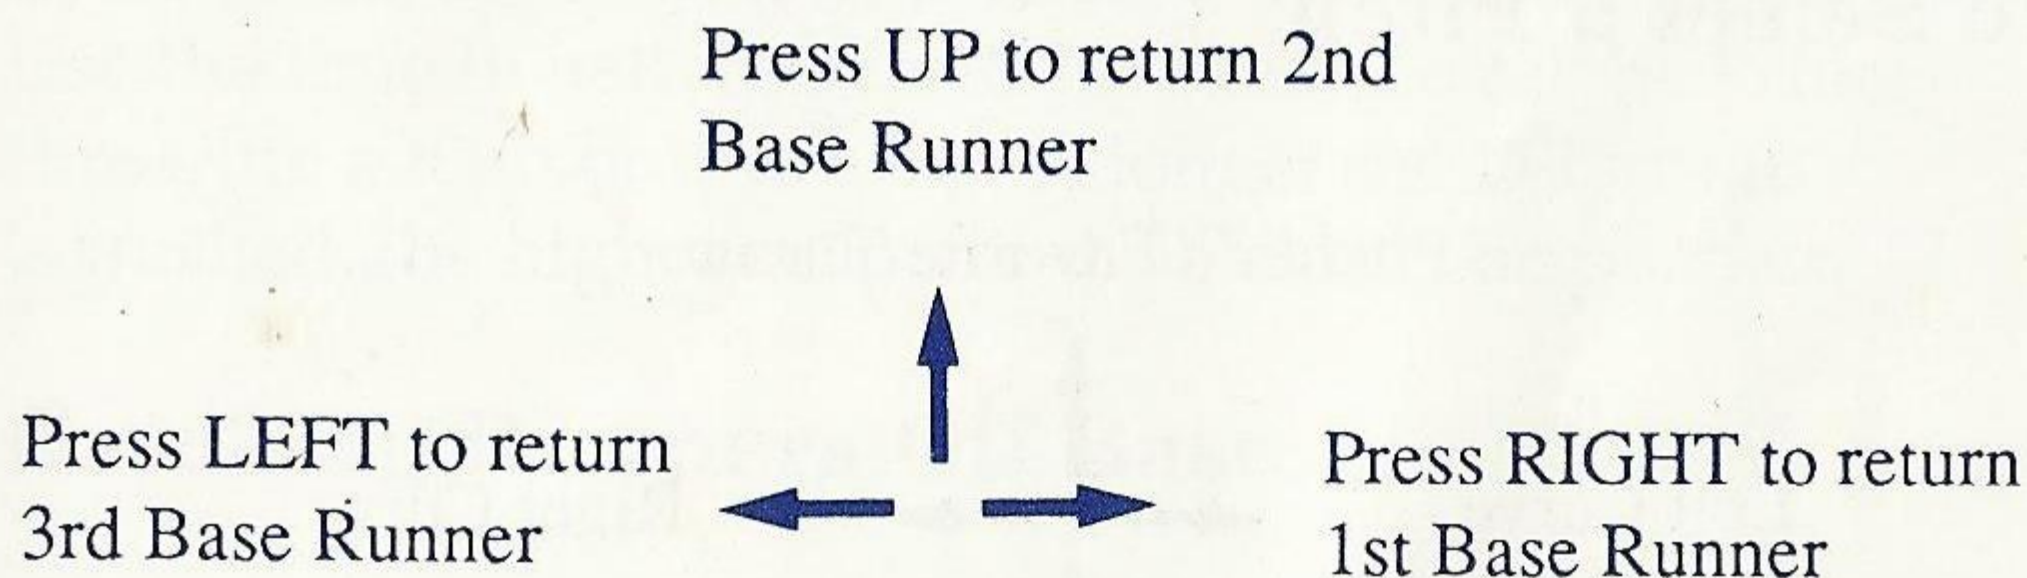 Press UP to return 2nd
Base Runner
Press LEFT to return
3rd Base Runner
Press RIGHT to return
1st Base Runner